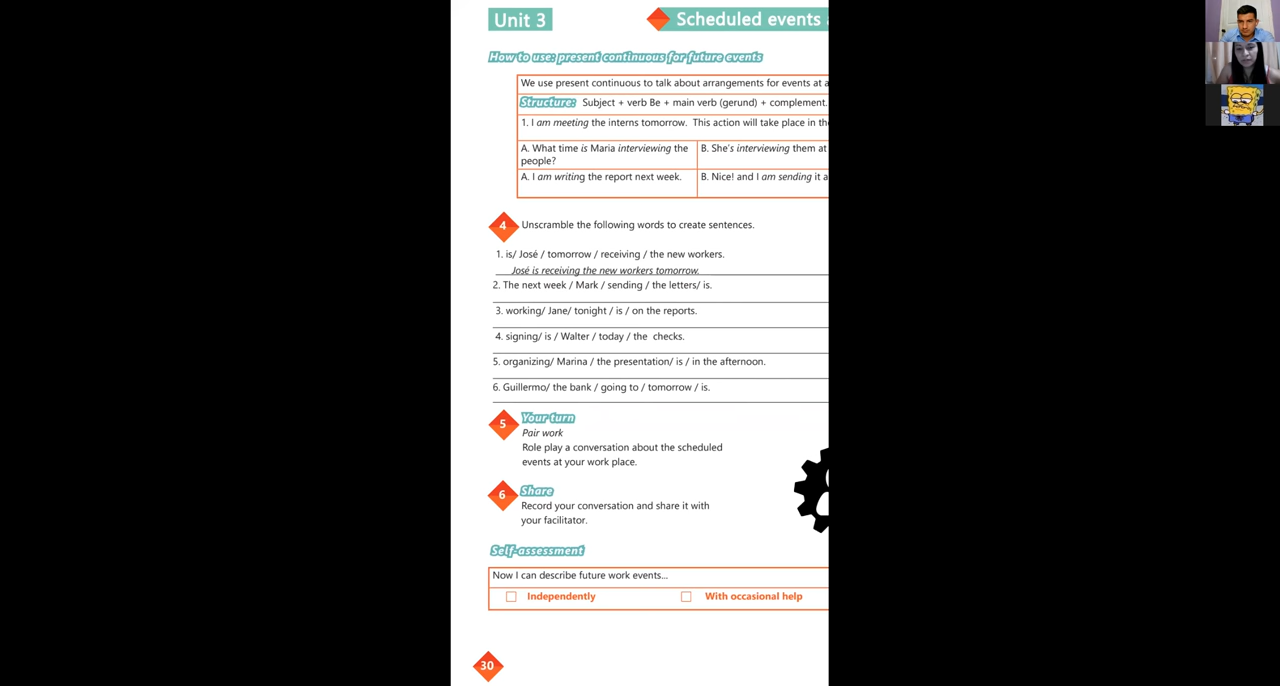 Unit 3
Scheduled events
How to use: present continuous for future events
We use present continuous to talk about arrangements for events at a
Structure: Subject + verb Be + main verb (gerund) + complement.
1. I am meeting the interns tomorrow. This action will take place in the
A. What time is Maria interviewing the people?
B. She's interviewing them at
A. I am writing the report next week.
B. Nice! and I am sending it a
4
Unscramble the following words to create sentences.
1. is/ José / tomorrow / receiving / the new workers.
José is receiving the new workers tomorrow.
2. The next week / Mark / sending / the letters/ is.
3. working/ Jane/ tonight / is / on the reports.
4. signing/ is / Walter / today / the checks.
5. organizing/ Marina / the presentation/ is / in the afternoon.
6. Guillermo/ the bank / going to / tomorrow / is.
5
Your turn
Pair work
Role play a conversation about the scheduled
events at your work place.
6
Share
Record your conversation and share it with
your facilitator.
Self-assessment
Now I can describe future work events...
Independently
With occasional help
30